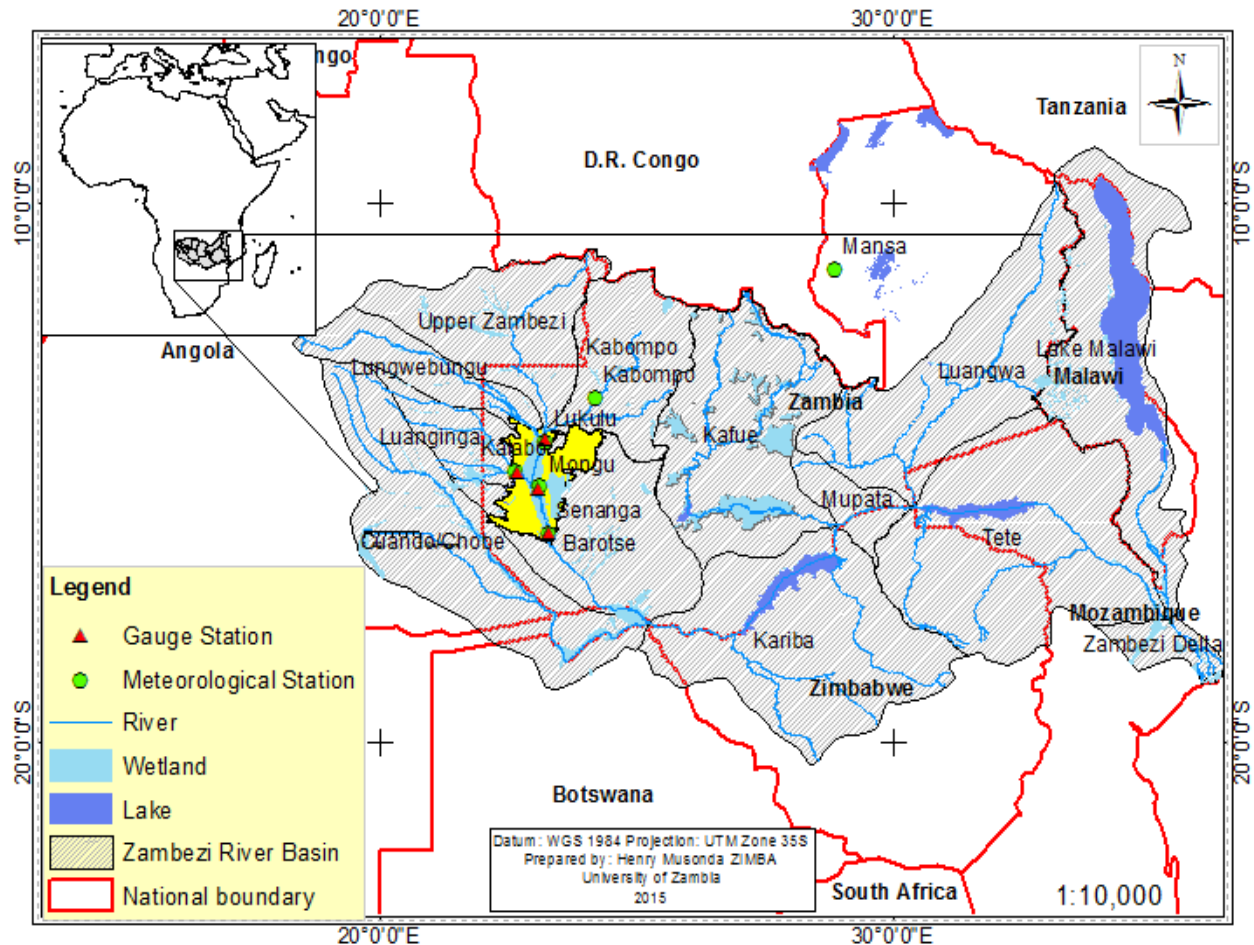 20°0'0"E
30°0'0"E
ngo
N
Tanzania
D.R. Congo
10°0'0"S
10°0'0"S
Mansa
Upper Zambezi
Angola
Kabompo
Lake Malawi
Lungwebungu
Kabompo
Luangwa
Malawi
Lukulu
Zambia
Luanginga
Kalabo
Kafue
Mongu
Mupata
Senanga
Cuando/Chobe
Barotse
Tete
Legend
Gauge Station
Meteorological Station
River
Wetland
Lake
Zambezi River Basin
National boundary
Mozambique
Kariba
Zambezi Delta
Zimbabwe
20°0'0"S
20°0'0"S
Botswana
Datum: WGS 1984 Projection: UTM Zone 35S
Prepared by: Henry Musonda ZIMBA
University of Zambia
2015
South Africa
1:10,000
20°0'0"E
30°0'0"E